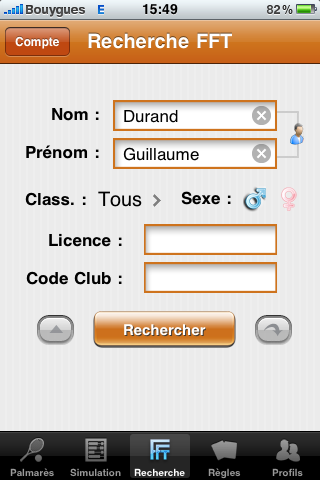 Bouygues E 15:49 82%
Compte Recherche FFT
Nom : Durand
Prénom : Guillaume
Class. : Tous Sexe :
Licence :
Code Club :
Rechercher
FFT
Palmarès Simulation Recherche Règles Profils